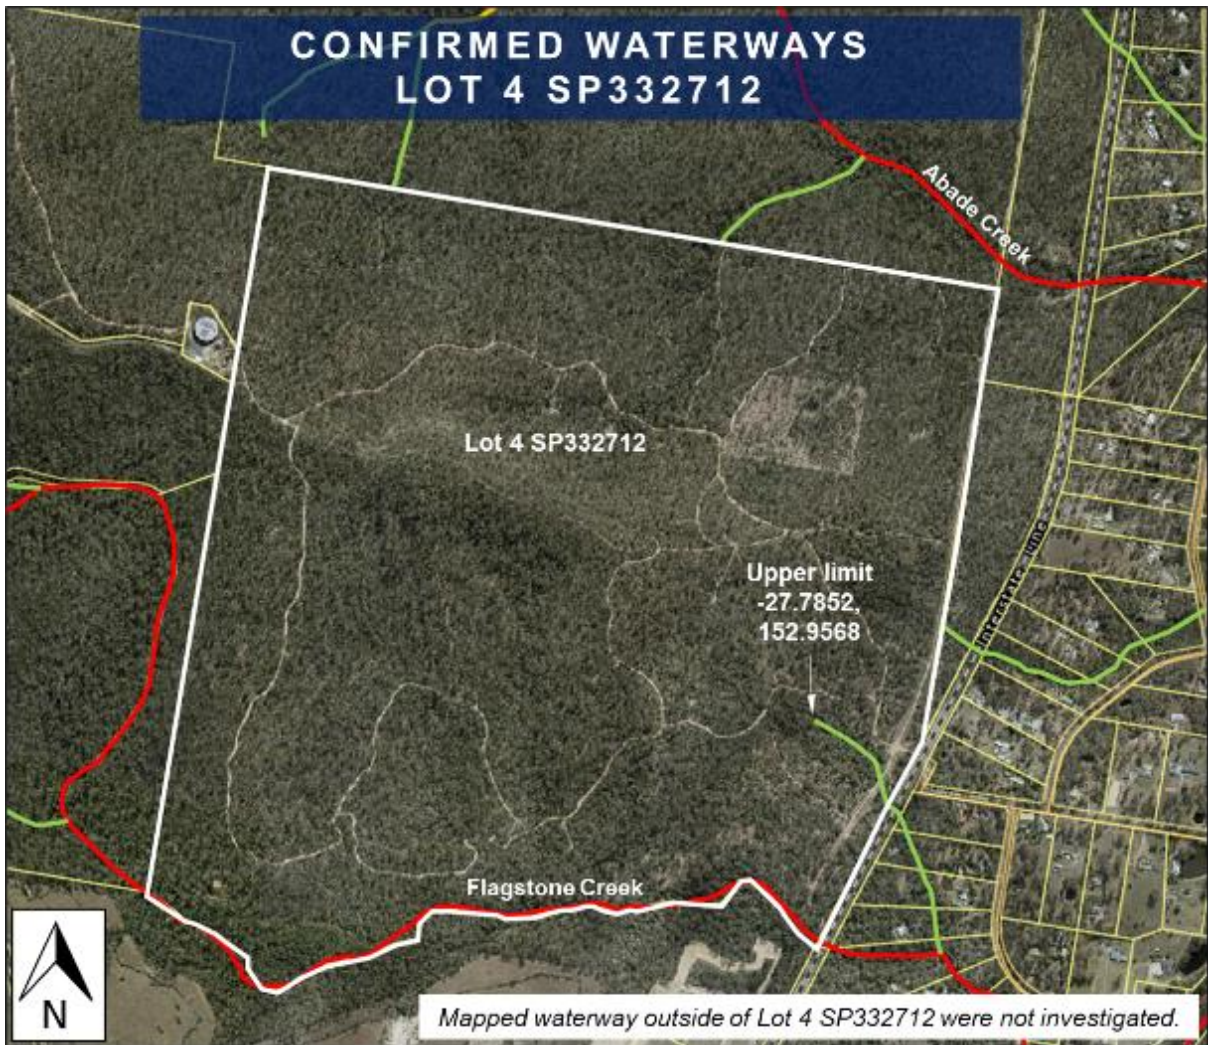 CONFIRMED WATERWAYS
LOT 4 SP332712
Abade Creek
Lot 4 SP332712
Interstate
Upper limit
-27.7852,
152.9568
Flagstone Creek
N
Mapped waterway outside of Lot 4 SP332712 were not investigated.